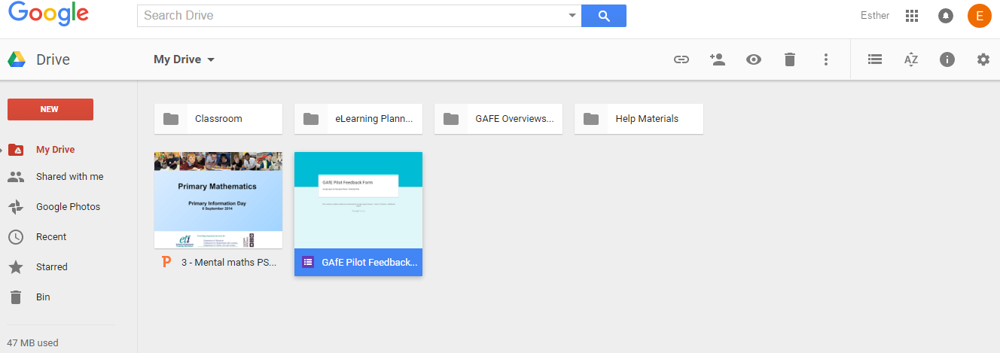 Google
Search Drive
Esther
E
Drive
My Drive
AZ
NEW
My Drive
Shared with me
Google Photos
Recent
Starred
Bin
47 MB used
Classroom
eLearning Plann...
GAFE Overviews...
Help Materials
Primary Mathematics
Primary Information Day
8 September 2014
eti
P
3 - Mental maths PS...
GAfE Pilot Feedback Form
GAfE Pilot Feedback...